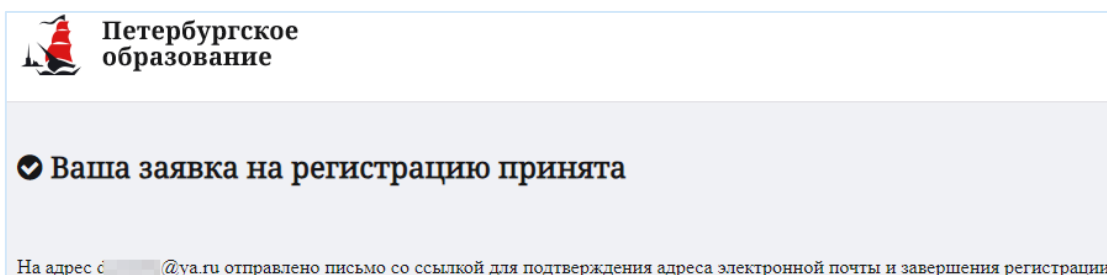 Петербургское
образование
Ваша заявка на регистрацию принята
На адрес d @ya.ru отправлено письмо со ссылкой для подтверждения адреса электронной почты и завершения регистрации